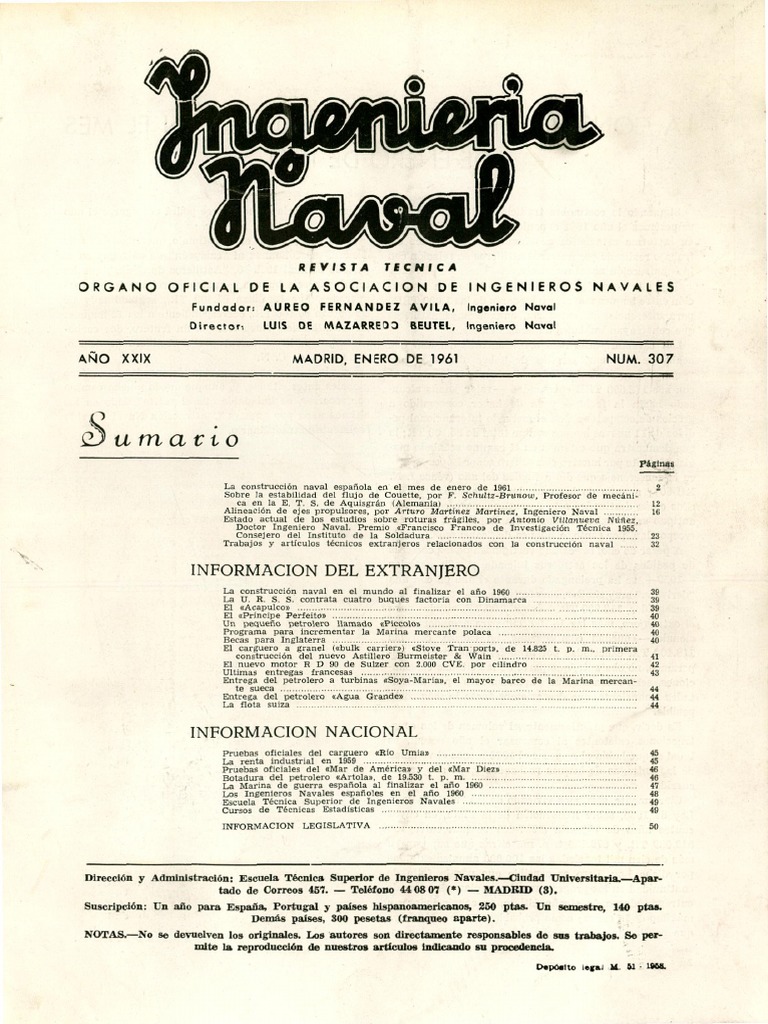 Ingeniería
Naval
REVISTA TECNICA
ORGANO OFICIAL DE LA ASOCIACION DE INGENIEROS NAVALES
Fundador: AUREO FERNANDEZ AVILA, Ingeniero Naval
Director: LUIS DE MAZARREDO BEUTEL, Ingeniero Naval
AÑO XXIX MADRID, ENERO DE 1961 NUM. 307
Sumario
Páginas
La construcción naval española en el mes de enero de 1961 2
Sobre la estabilidad del flujo de Couette, por F. Schultz-Brunow, Profesor de mecáni-
ca en la E. T. S. de Aquisgrán (Alemania) 12
Alineación de ejes propulsores, por Arturo Martínez Martínez, Ingeniero Naval 16
Estado actual de los estudios sobre roturas frágiles, por Antonio Villanueva Núñez,
Doctor Ingeniero Naval. Premio «Francisco Franco» de Investigación Técnica 1955.
Consejero del Instituto de la Soldadura 23
Trabajos y artículos técnicos extranjeros relacionados con la construcción naval 32
INFORMACION DEL EXTRANJERO
La construcción naval en el mundo al finalizar el año 1960 39
La U. R. S. S. contrata cuatro buques factoría con Dinamarca 39
El «Acapulco» 39
El «Principe Perfeito» 40
Un pequeño petrolero llamado «Piccolo» 40
Programa para incrementar la Marina mercante polaca 40
Becas para Inglaterra 40
El carguero a granel («bulk carrier») «Stove Tran port», de 14.825 t. p. m., primera
construcción del nuevo Astillero Burmeister & Wain 41
El nuevo motor R D 90 de Sulzer con 2.000 CVE. por cilindro 42
Ultimas entregas francesas 43
Entrega del petrolero a turbinas «Soya-Maria», el mayor barco de la Marina mercan-
te sueca 44
Entrega del petrolero «Agua Grande» 44
La flota suiza 44
INFORMACION NACIONAL
Pruebas oficiales del carguero «Río Umia» 45
La renta industrial en 1959 45
Pruebas oficiales del «Mar de América» y del «Mar Diez» 46
Botadura del petrolero «Artola», de 19.530 t. p. m. 46
La Marina de guerra española al finalizar el año 1960 47
Los Ingenieros Navales españoles en el año 1960 48
Escuela Técnica Superior de Ingenieros Navales 49
Cursos de Técnicas Estadísticas 49
INFORMACION LEGISLATIVA 50
Dirección y Administración: Escuela Técnica Superior de Ingenieros Navales.—Ciudad Universitaria.—Apar-
tado de Correos 457. — Teléfono 44 08 07 (*) — MADRID (3).
Suscripción: Un año para España, Portugal y países hispanoamericanos, 250 ptas. Un semestre, 140 ptas.
Demás países, 300 pesetas (franqueo aparte).
NOTAS.—No se devuelven los originales. Los autores son directamente responsables de sus trabajos. Se per-
mite la reproducción de nuestros artículos indicando su procedencia.
Depósito legal M. 51 - 1958.